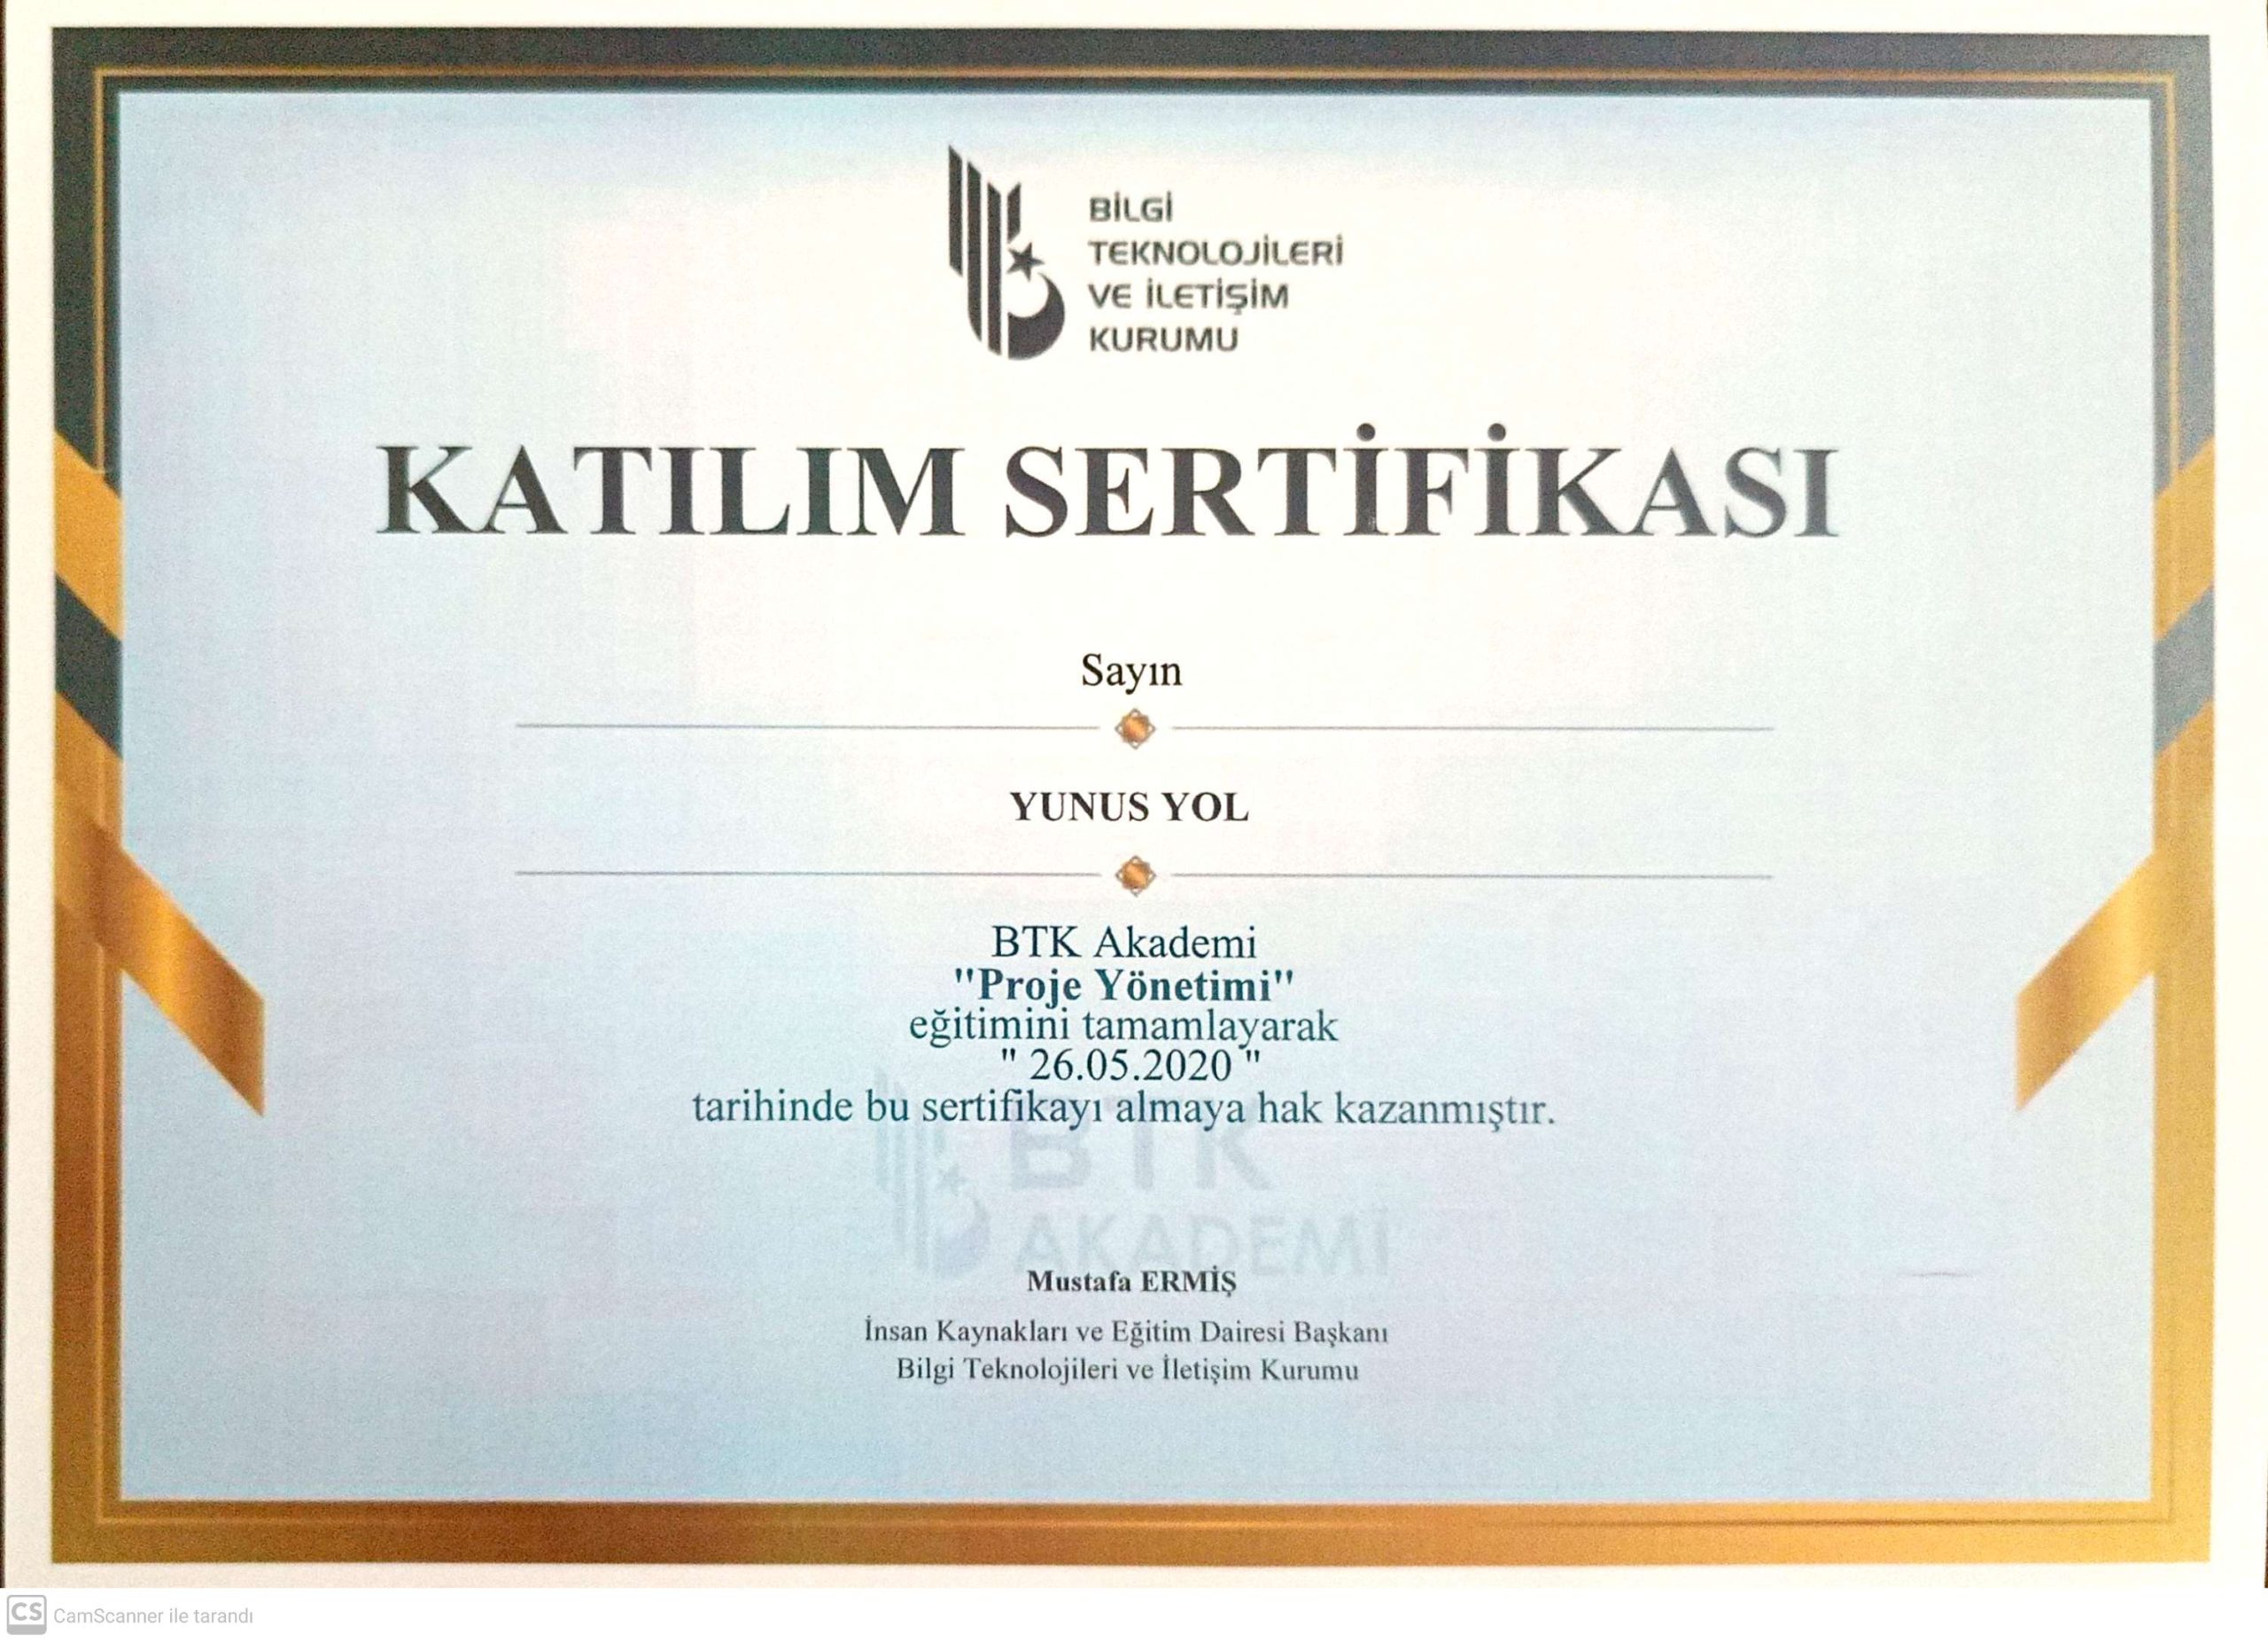 BİLGİ
TEKNOLOJİLERİ
VE İLETİŞİM
KURUMU
KATILIM SERTİFİKASI
Sayın
YUNUS YOL
BTK Akademi
"Proje Yönetimi"
eğitimini tamamlayarak
" 26.05.2020 "
tarihinde bu sertifikayı almaya hak kazanmıştır.
BTK
AKADEMİ
Mustafa ERMİŞ
İnsan Kaynakları ve Eğitim Dairesi Başkanı
Bilgi Teknolojileri ve İletişim Kurumu
CS CamScanner ile tarandı